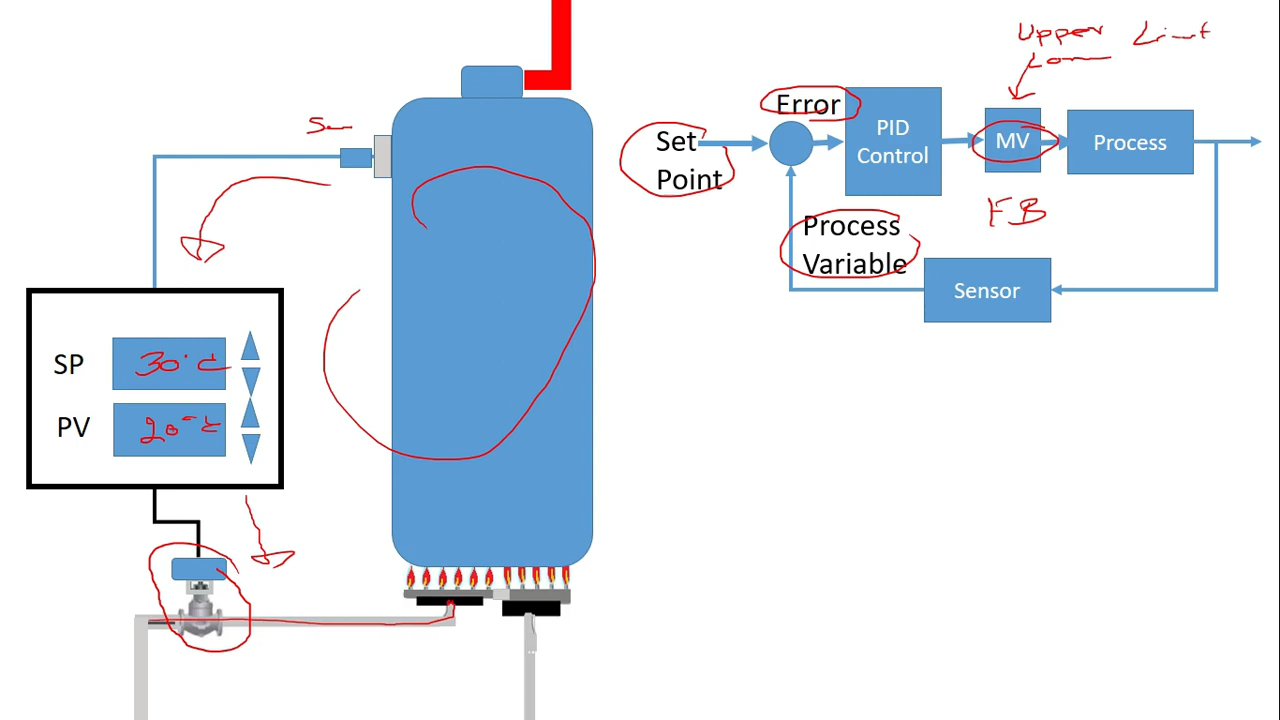 Upper Limit
Error
Set
Point
PID
Control
MV
Process
FB
Process
Variable
Sensor
SP 30°C
PV 20°C